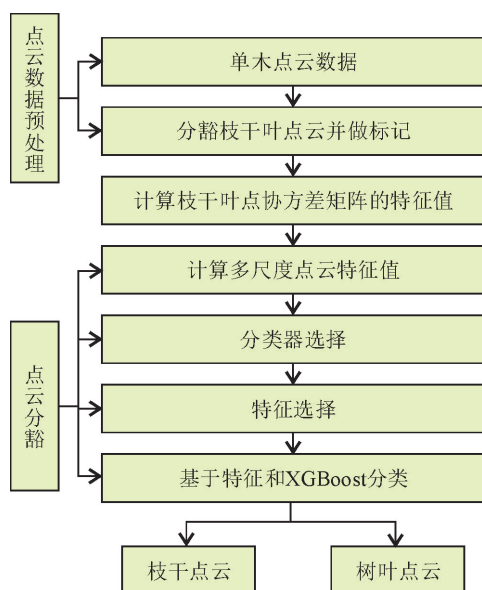 点云数据预处理
单木点云数据
分豁枝干叶点云并做标记
计算枝干叶点协方差矩阵的特征值
点云分豁
计算多尺度点云特征值
分类器选择
特征选择
基于特征和XGBoost分类
枝干点云
树叶点云